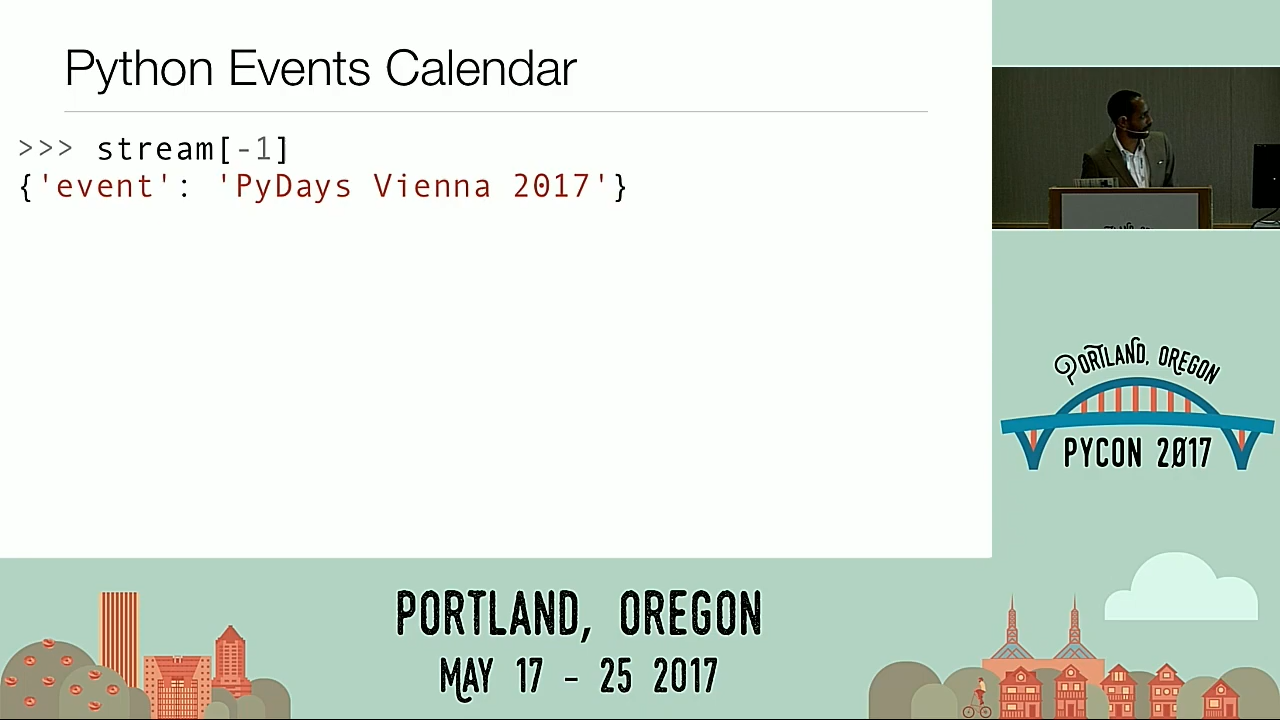 Python Events Calendar
>>> stream[-1]
{'event': 'PyDays Vienna 2017'}
PORTLAND, OREGON
PYCON 2017
PORTLAND, OREGON
MAY 17 - 25 2017